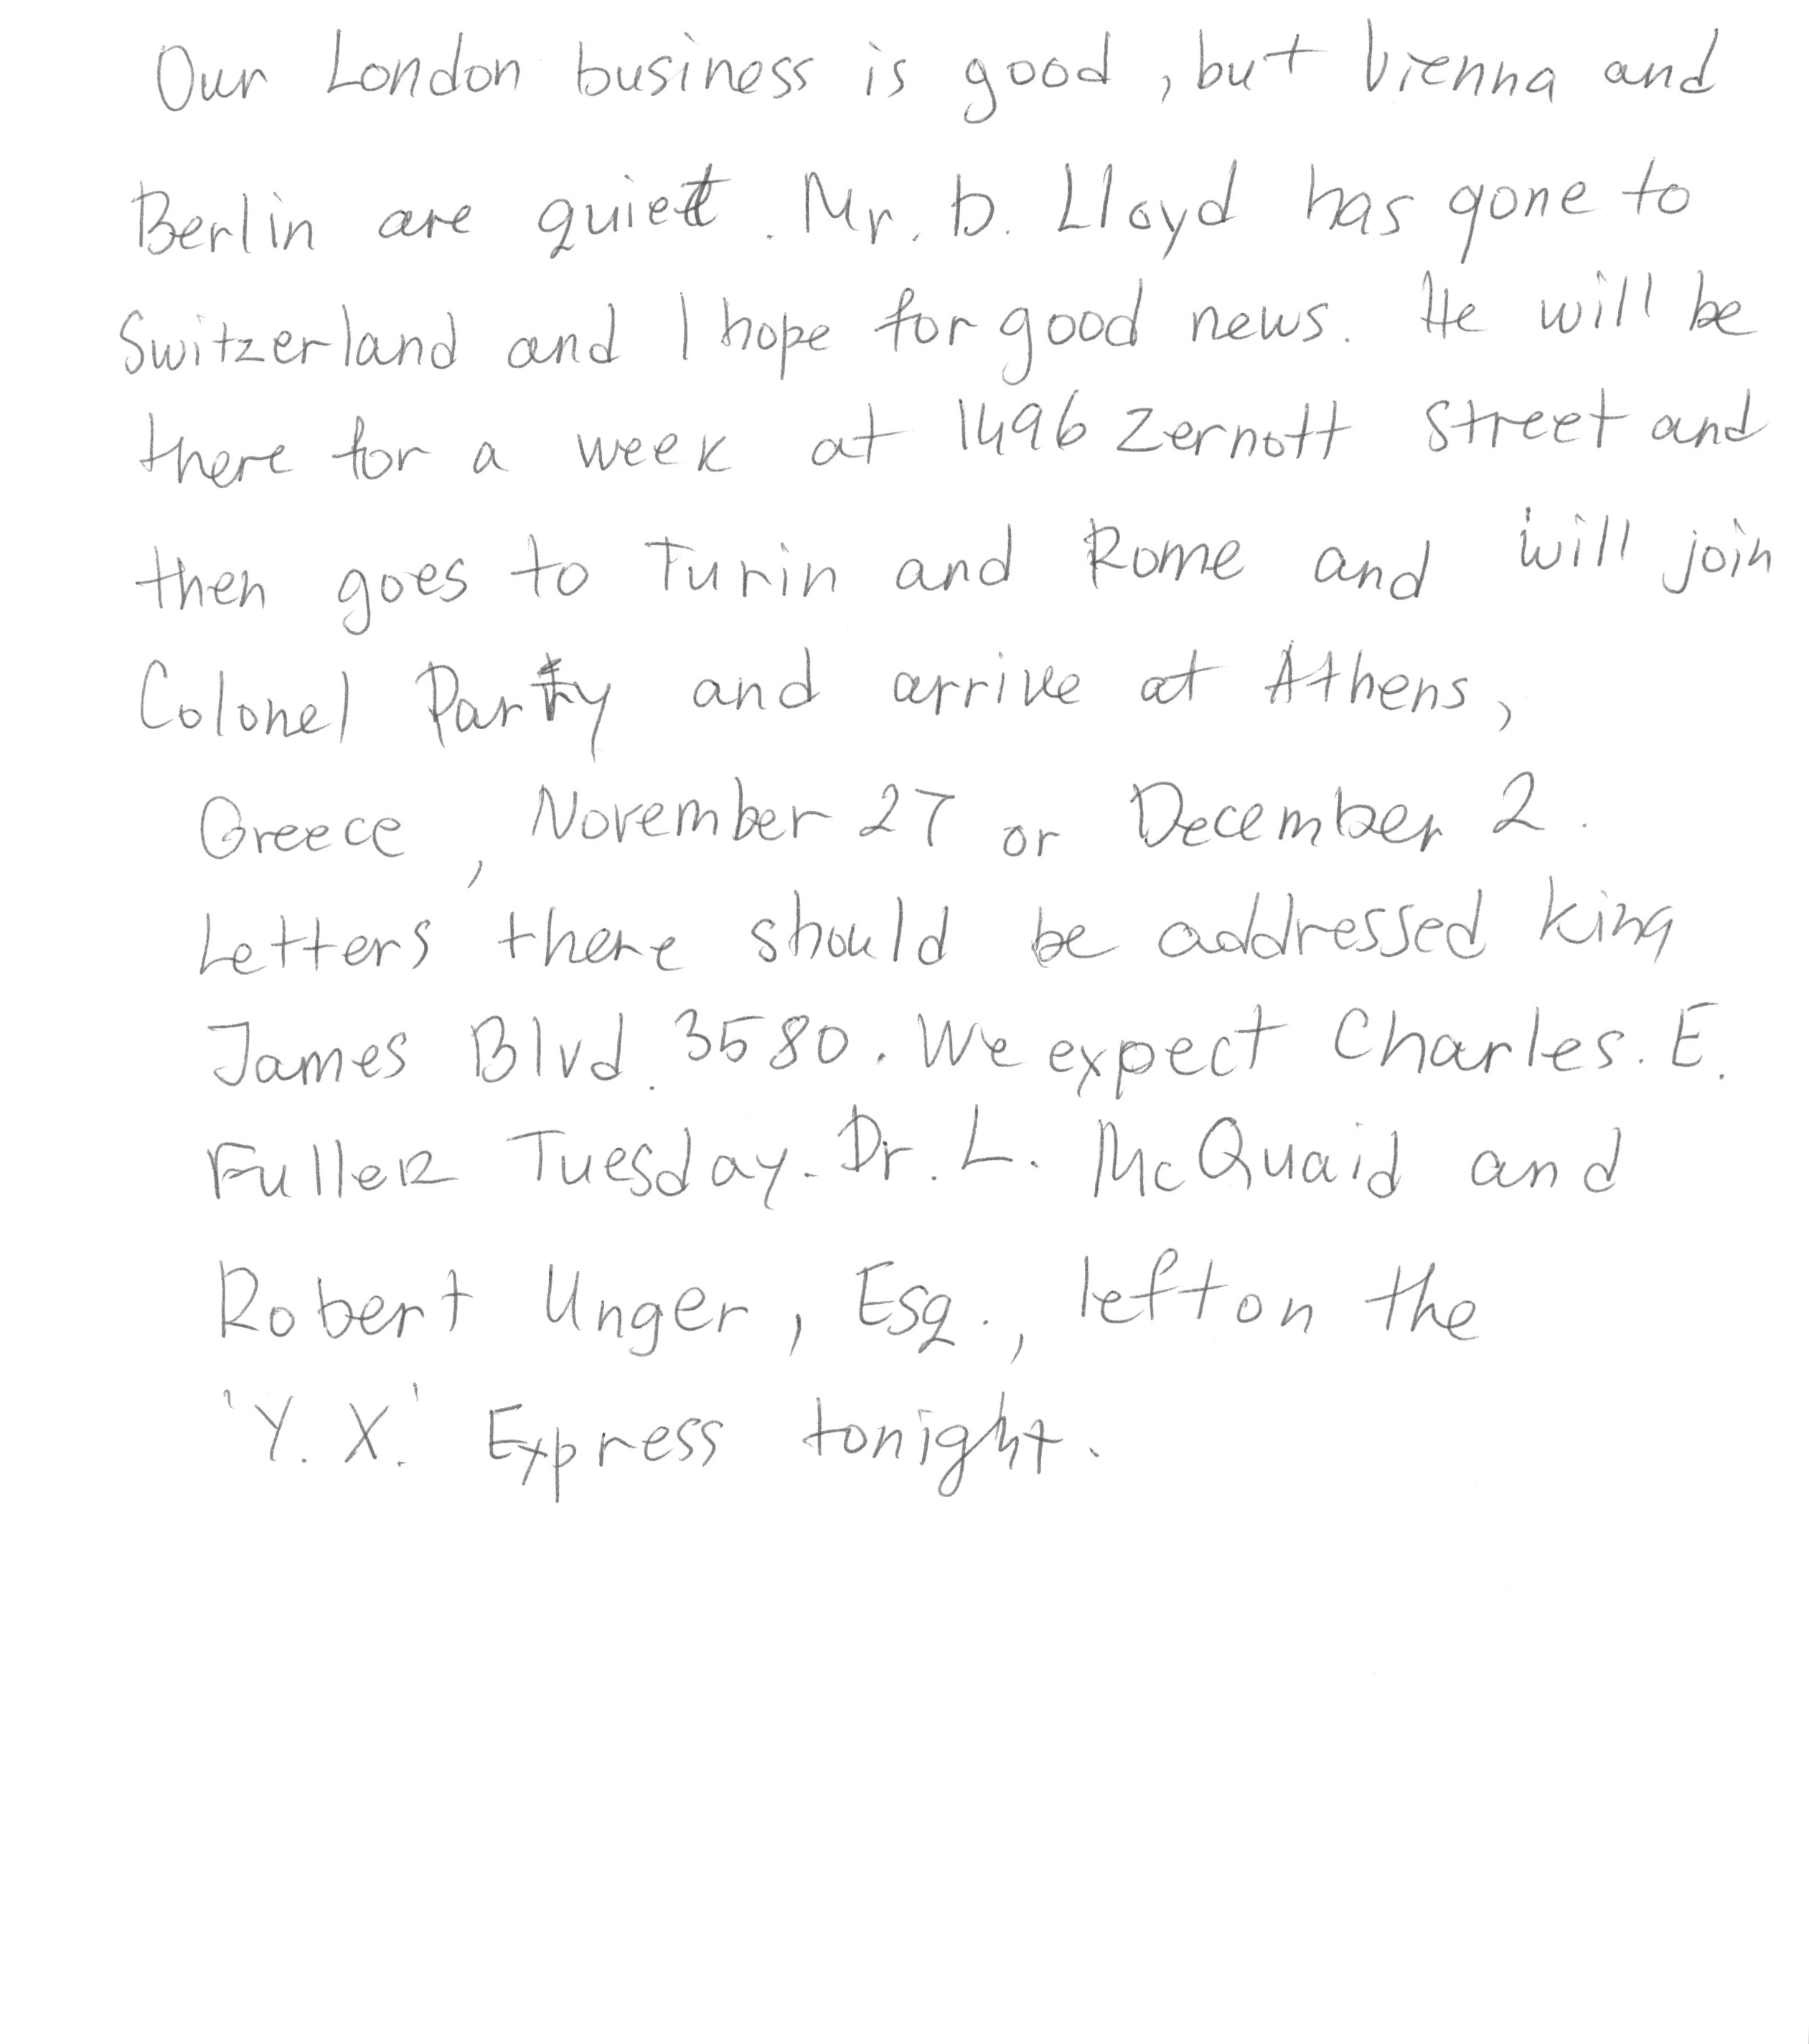 Our London business is good, but Vienna and
Berlin are quiet. Mr. D. Lloyd has gone to
Switzerland and I hope for good news. He will be
there for a week at 1496 Zernott Street and
then goes to Turin and Rome and will join
Colonel Parry and arrive at Athens,
Greece, November 27 or December 2.
Letters there should be addressed King
James Blvd. 3580. We expect Charles. E.
Fuller Tuesday. Dr. L. McQuaid and
Robert Unger, Esq., left on the
'Y. X.' Express tonight.